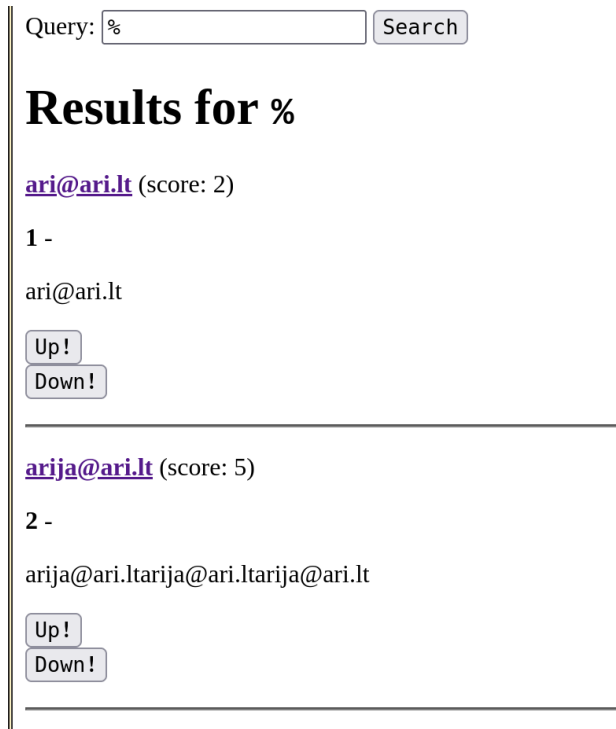 Query: % Search
Results for %
ari@ari.lt (score: 2)
1 -
ari@ari.lt
Up!
Down!
arija@ari.lt (score: 5)
2 -
arija@ari.ltarija@ari.ltarija@ari.lt
Up!
Down!